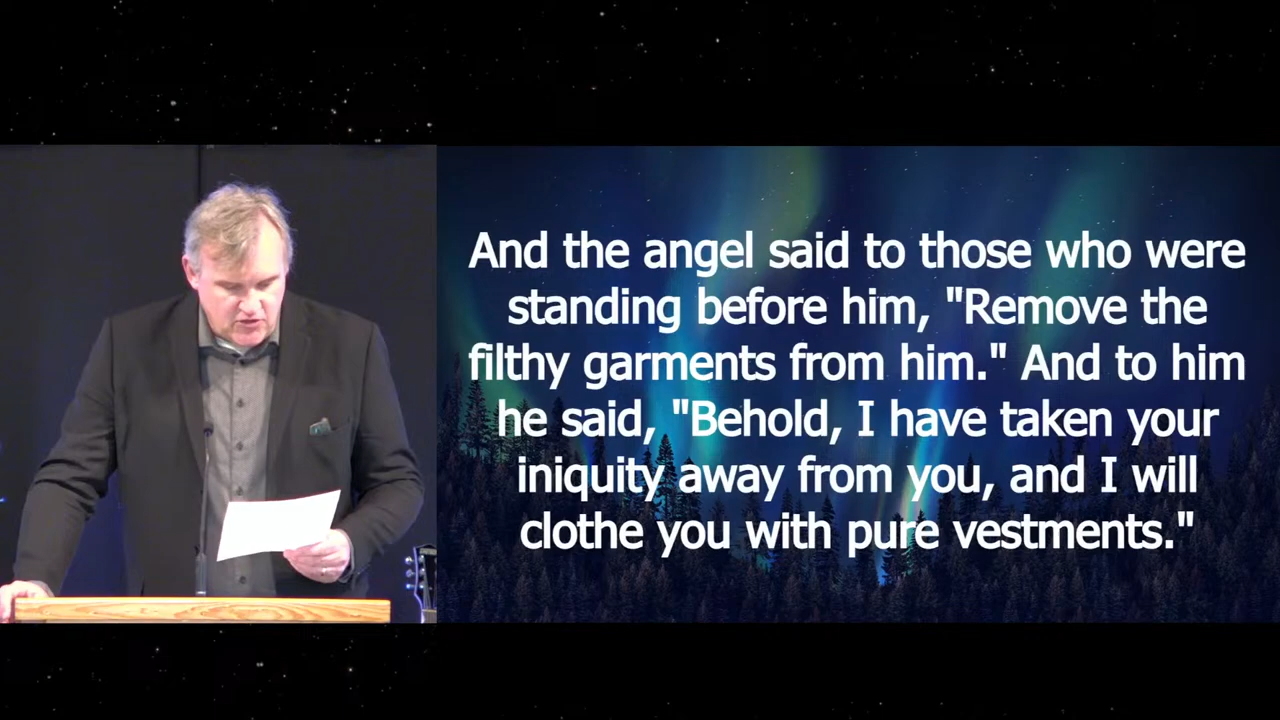 And the angel said to those who were
standing before him, "Remove the
filthy garments from him." And to him
he said, "Behold, I have taken your
iniquity away from you, and I will
clothe you with pure vestments."